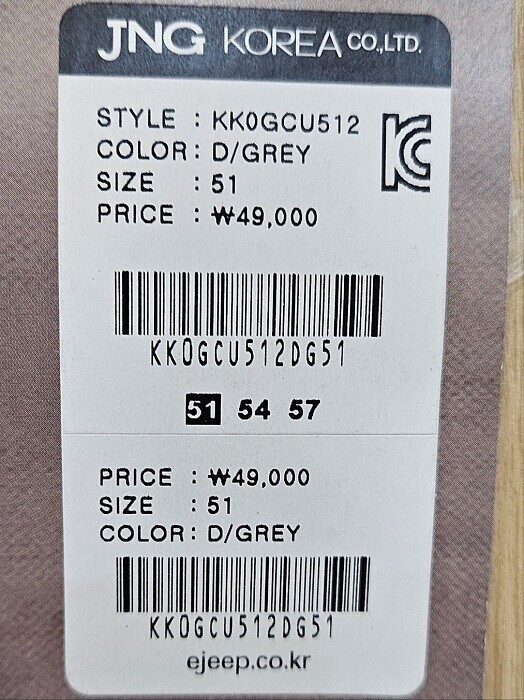 JNG KOREA CO.,LTD.
STYLE : KK0GCU512
COLOR : D/GREY
SIZE : 51
PRICE : ₩49,000
KC
KK0GCU512DG51
51 54 57
PRICE : ₩49,000
SIZE : 51
COLOR : D/GREY
KK0GCU512DG51
ejeep.co.kr